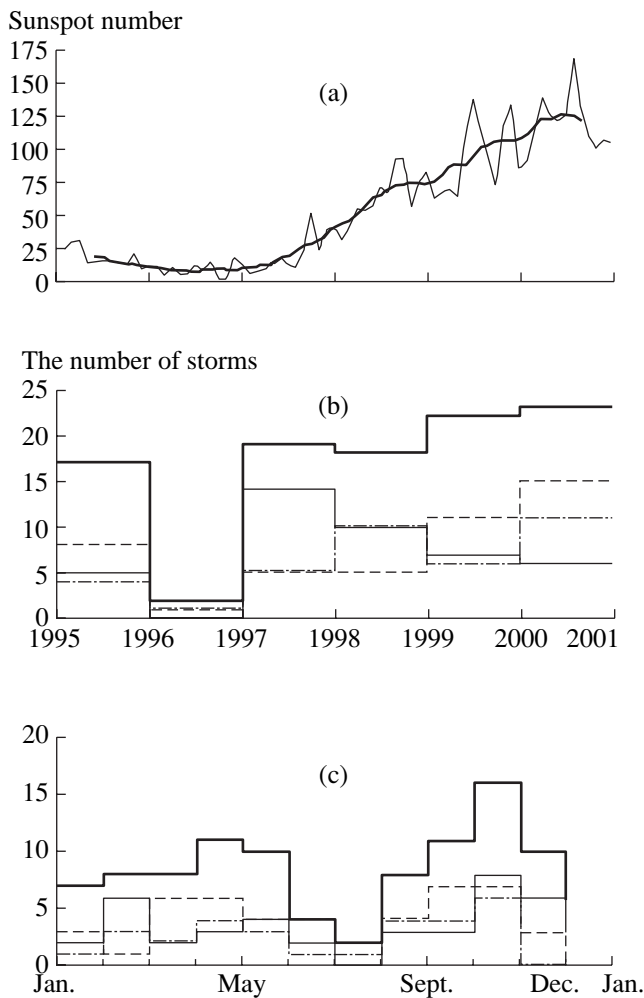 Sunspot number
175
(a)
150
125
100
75
50
25
0
The number of storms
25
(b)
20
15
10
5
0
1995 1996 1997 1998 1999 2000 2001
20
(c)
15
10
5
0
Jan. May Sept. Dec. Jan.